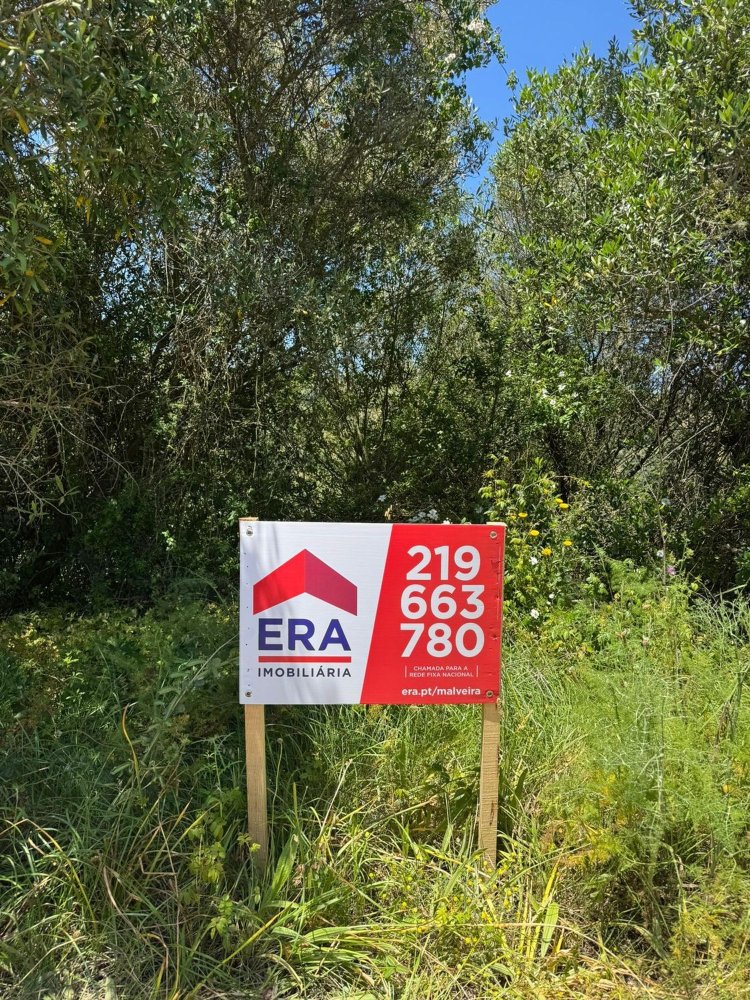 ERA
IMOBILIÁRIA
219
663
780
CHAMADA PARA A
REDE FIXA NACIONAL
era.pt/malveira